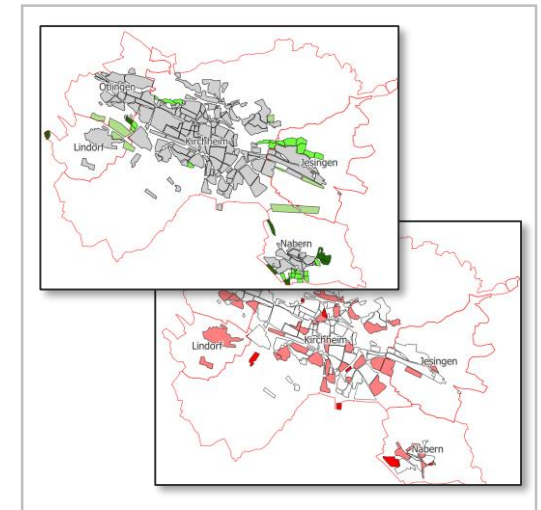 Ötlingen
Kirchheim
Lindorf
Jesingen
Nabern
Kirchheim
Lindorf
Jesingen
Nabern